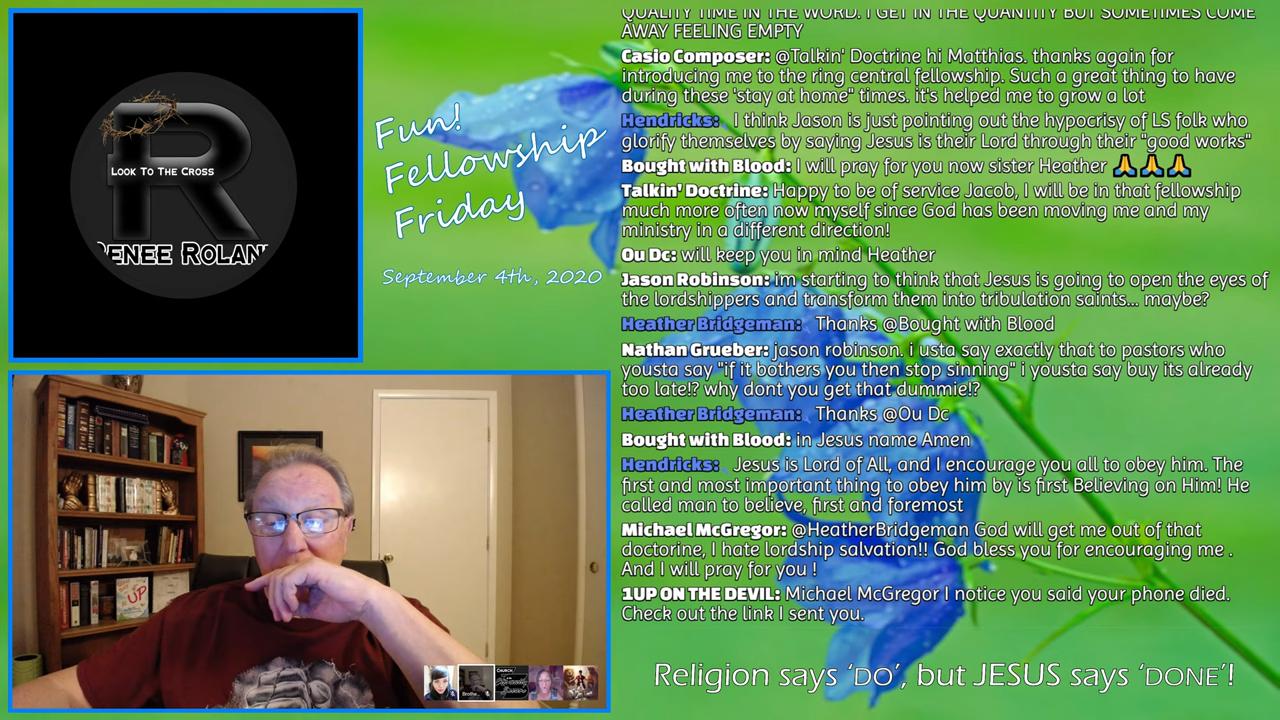 LOOK TO THE CROSS
RENEE ROLAN
Fun!
Fellowship
Friday
September 4th, 2020
QUALITY TIME IN THE WORD. I GET IN THE QUANTITY BUT SOMETIMES COME
AWAY FEELING EMPTY
Casio Composer: @Talkin' Doctrine hi Matthias. thanks again for
introducing me to the ring central fellowship. Such a great thing to have
during these 'stay at home" times. it's helped me to grow a lot
Hendricks: I think Jason is just pointing out the hypocrisy of LS folk who
glorify themselves by saying Jesus is their Lord through their "good works"
Bought with Blood: I will pray for you now sister Heather 🙏🙏🙏
Talkin' Doctrine: Happy to be of service Jacob, I will be in that fellowship
much more often now myself since God has been moving me and my
ministry in a different direction!
Ou Dc: will keep you in mind Heather
Jason Robinson: im starting to think that Jesus is going to open the eyes of
the lordshippers and transform them into tribulation saints... maybe?
Heather Bridgeman: Thanks @Bought with Blood
Nathan Grueber: jason robinson. i usta say exactly that to pastors who
yousta say "if it bothers you then stop sinning" i yousta say buy its already
too late!? why dont you get that dummie!?
Heather Bridgeman: Thanks @Ou Dc
Bought with Blood: in Jesus name Amen
Hendricks: Jesus is Lord of All, and I encourage you all to obey him. The
first and most important thing to obey him by is first Believing on Him! He
called man to believe, first and foremost
Michael McGregor: @HeatherBridgeman God will get me out of that
doctorine, I hate lordship salvation!! God bless you for encouraging me .
And I will pray for you !
1UP ON THE DEVIL: Michael McGregor I notice you said your phone died.
Check out the link I sent you.
UP
Brothe...
CHURCH
Religion says 'DO', but JESUS says 'DONE'!